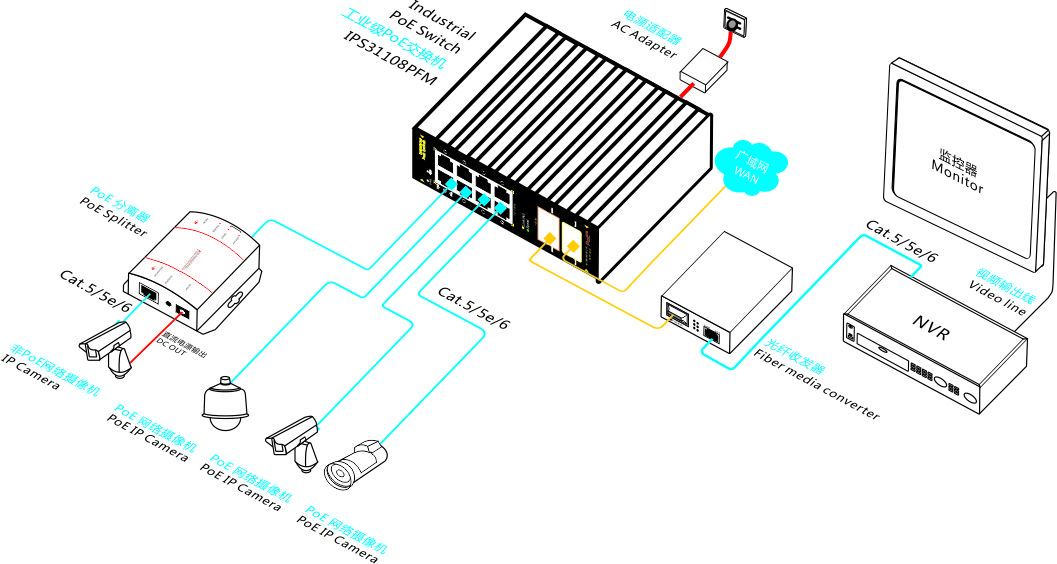 Industrial
PoE Switch
工业级PoE交换机
IPS31108PFM
电源适配器
AC Adapter
广域网
WAN
监控器
Monitor
PoE 分离器
PoE Splitter
Cat.5/5e/6
直流电源输出
DC OUT
非PoE网络摄像机
IP Camera
PoE 网络摄像机
PoE IP Camera
PoE 网络摄像机
PoE IP Camera
PoE 网络摄像机
PoE IP Camera
Cat.5/5e/6
Cat.5/5e/6
视频输出线
Video line
NVR
光纤收发器
Fiber media converter